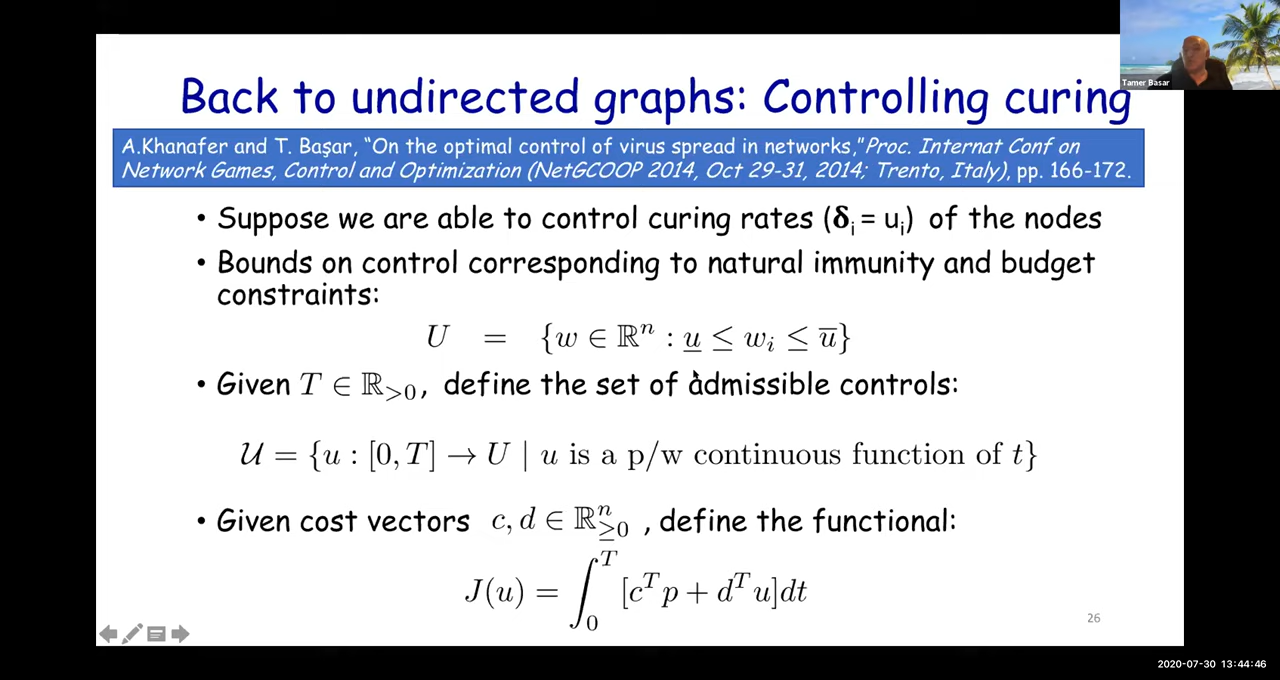 Tamer Basar
Back to undirected graphs: Controlling curing
A.Khanafer and T. Başar, “On the optimal control of virus spread in networks,”Proc. Internat Conf on
Network Games, Control and Optimization (NetGCOOP 2014, Oct 29-31, 2014; Trento, Italy), pp. 166-172.
• Suppose we are able to control curing rates (δᵢ = uᵢ) of the nodes
• Bounds on control corresponding to natural immunity and budget
constraints:
U = {w ∈ ℝⁿ : u̲ ≤ wᵢ ≤ u̅}
• Given T ∈ ℝ_{>0}, define the set of admissible controls:
𝒰 = {u : [0, T] → U | u is a p/w continuous function of t}
• Given cost vectors c, d ∈ ℝⁿ_{≥0} , define the functional:
J(u) = ∫₀ᵀ [cᵀp + dᵀu]dt
26
2020-07-30 13:44:46